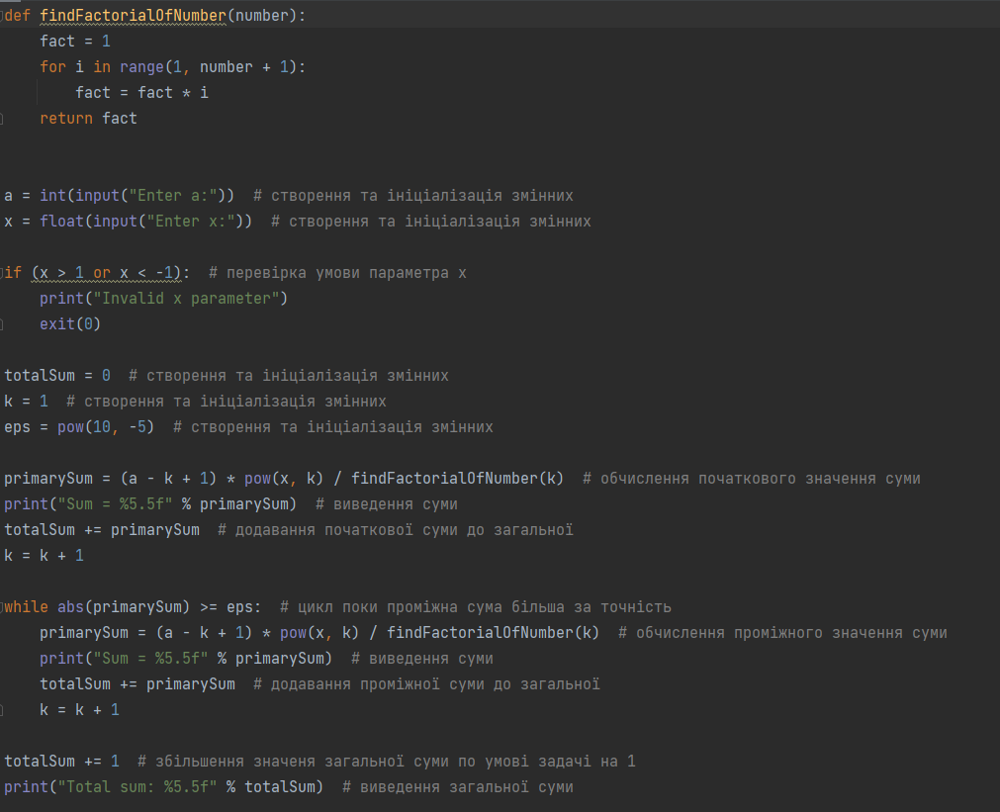 def findFactorialOfNumber(number):
    fact = 1
    for i in range(1, number + 1):
        fact = fact * i
    return fact
a = int(input("Enter a:"))  # створення та ініціалізація змінних
x = float(input("Enter x:"))  # створення та ініціалізація змінних
if (x > 1 or x < -1):  # перевірка умови параметра x
    print("Invalid x parameter")
    exit(0)
totalSum = 0  # створення та ініціалізація змінних
k = 1  # створення та ініціалізація змінних
eps = pow(10, -5)  # створення та ініціалізація змінних
primarySum = (a - k + 1) * pow(x, k) / findFactorialOfNumber(k)  # обчислення початкового значення суми
print("Sum = %5.5f" % primarySum)  # виведення суми
totalSum += primarySum  # додавання початкової суми до загальної
k = k + 1
while abs(primarySum) >= eps:  # цикл поки проміжна сума більша за точність
    primarySum = (a - k + 1) * pow(x, k) / findFactorialOfNumber(k)  # обчислення проміжного значення суми
    print("Sum = %5.5f" % primarySum)  # виведення суми
    totalSum += primarySum  # додавання проміжної суми до загальної
    k = k + 1
totalSum += 1  # збільшення значеня загальної суми по умові задачі на 1
print("Total sum: %5.5f" % totalSum)  # виведення загальної суми